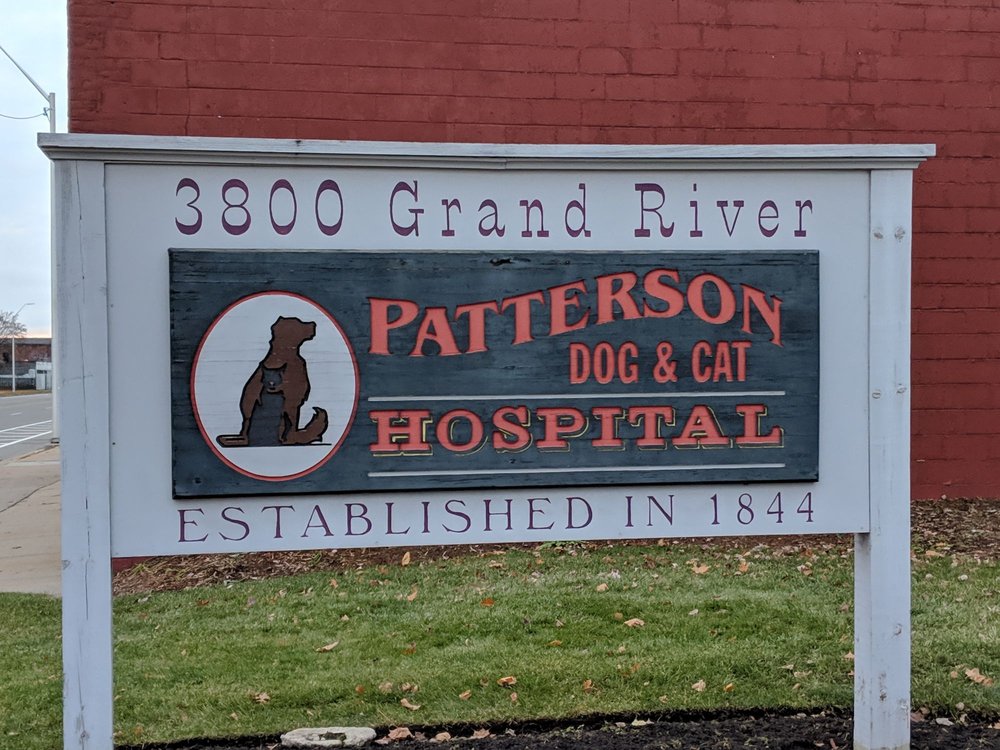 3800 Grand River
PATTERSON
DOG & CAT
HOSPITAL
ESTABLISHED IN 1844